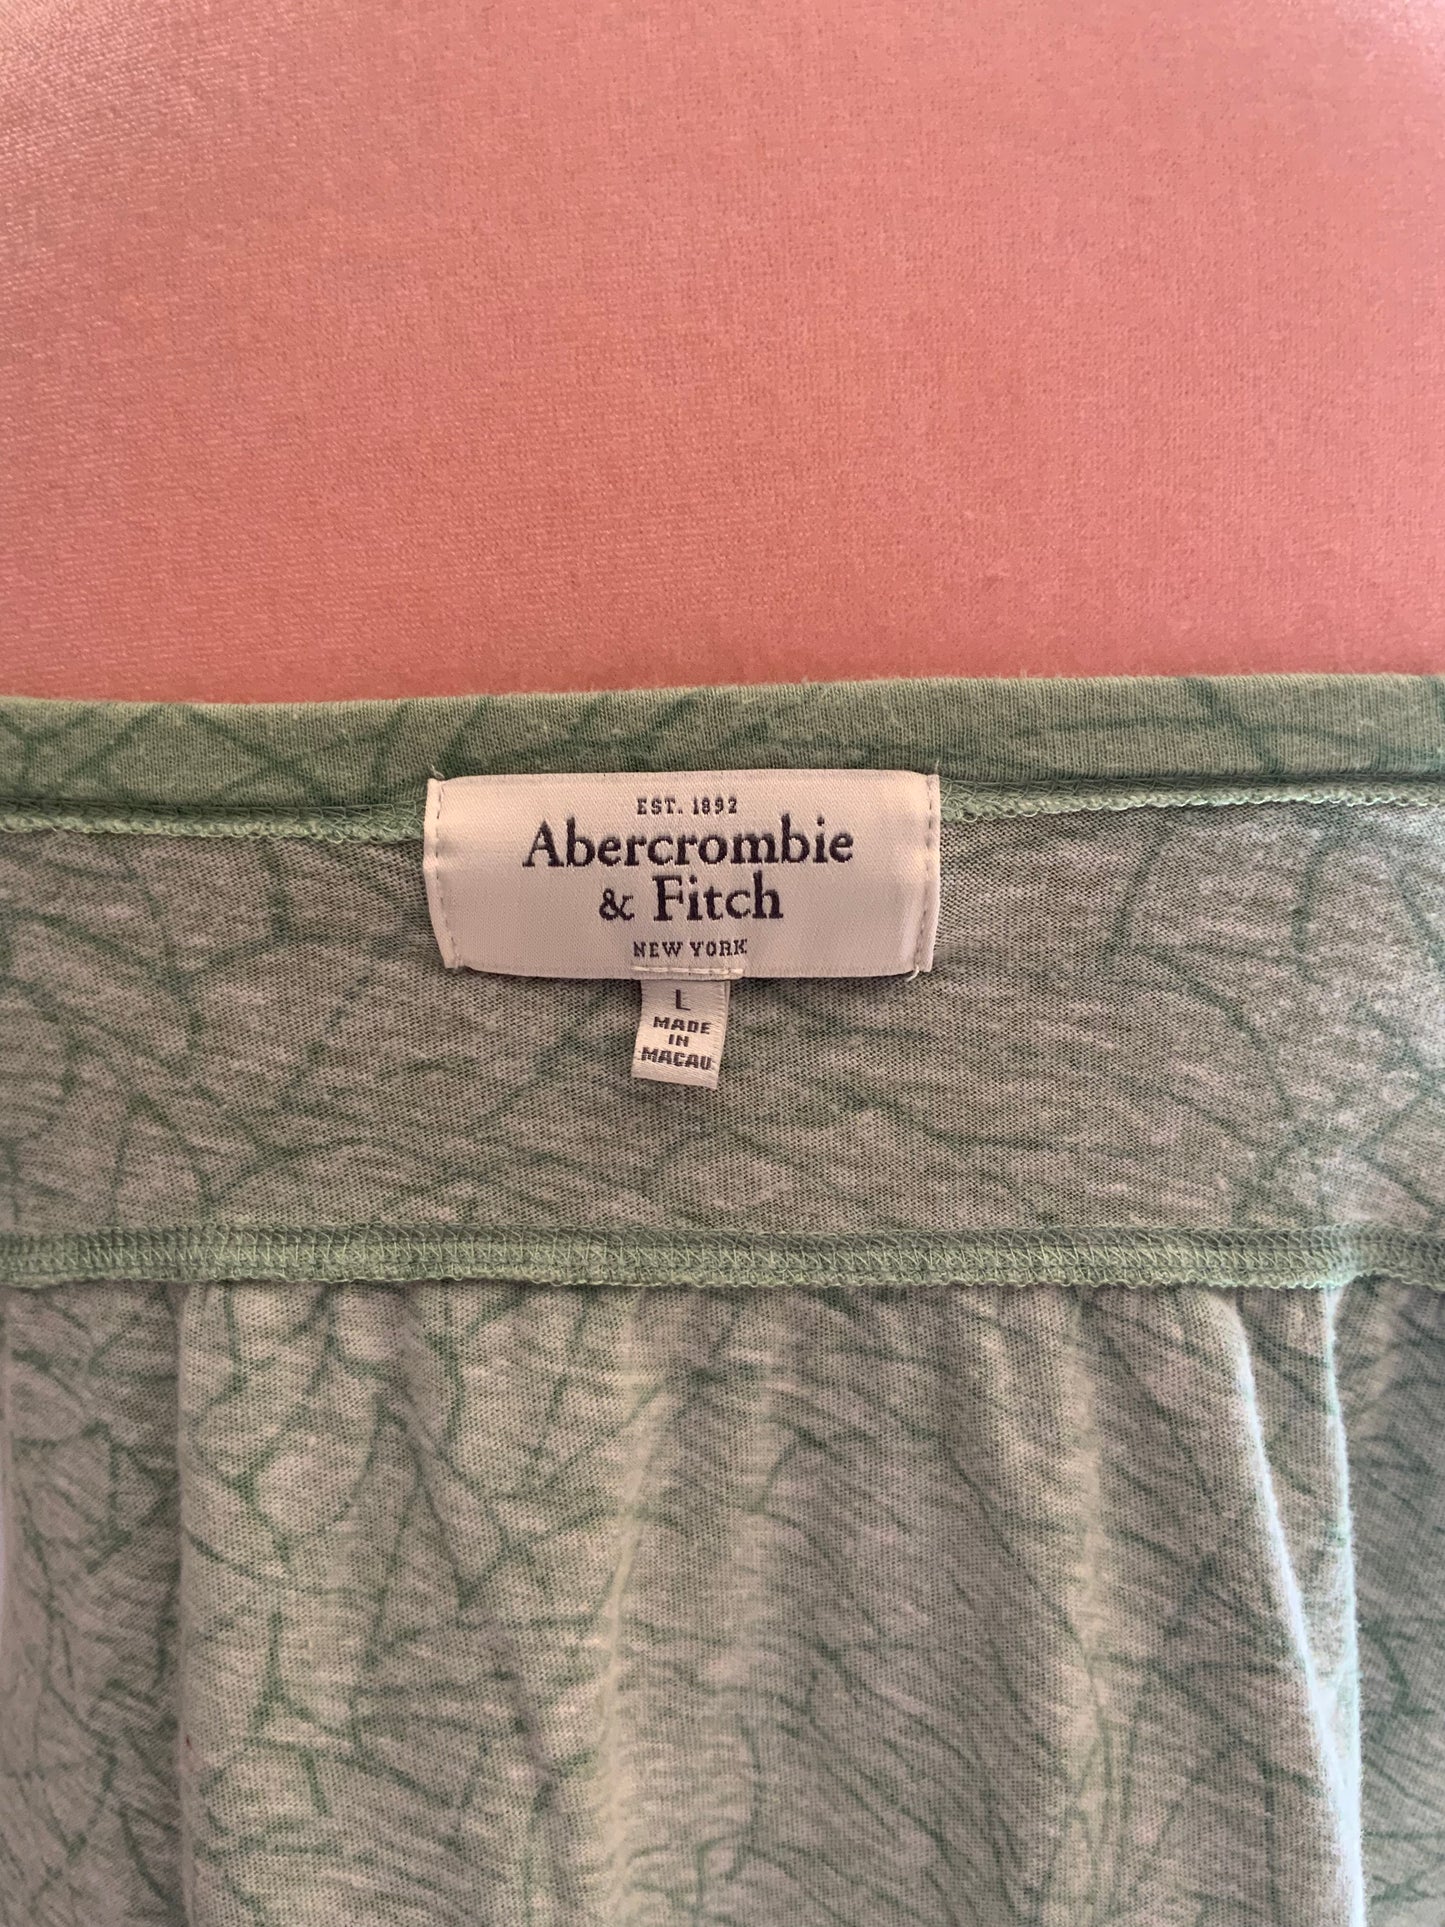 EST. 1892
Abercrombie
& Fitch
NEW YORK
L
MADE
IN
MACAU